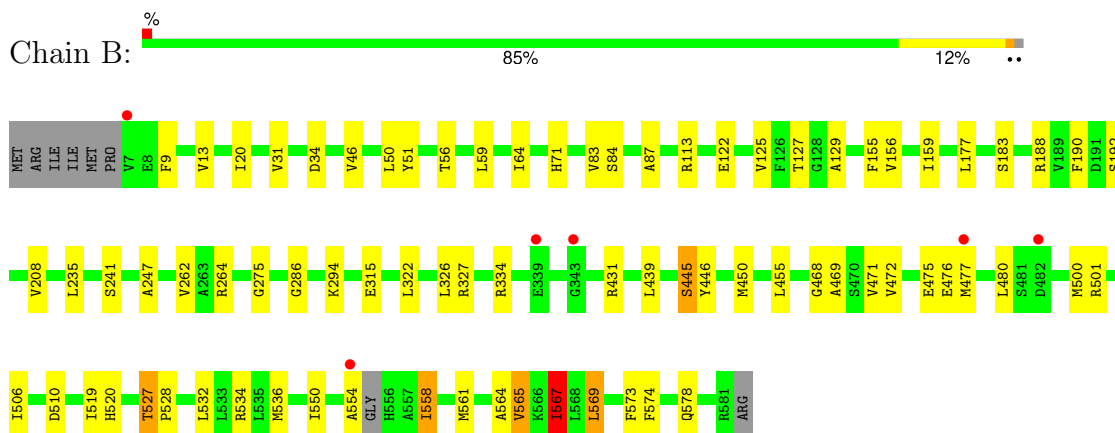 %
Chain B:
85% 12% ••
MET ARG ILE ILE MET PRO V7 E8 F9 V13 I20 V31 D34 V46 L50 Y51 T56 L59 I64 H71 V83 S84 A87 R113 E122 V125 F126 T127 G128 A129 F155 V156 I159 L177 S183 R188 V189 F190 D191 S192
V208 L235 S241 A247 V262 A263 R264 G275 G286 K294 E315 L322 L326 R327 R334 E339 G343 R431 L439 S445 Y446 M450 L455 G468 A469 S470 V471 V472 E475 E476 M477 L480 S481 D482 M500 R501
I506 D510 I519 H520 T527 P528 L532 L533 R534 L535 M536 I550 A554 GLY H556 A557 I558 M561 A564 V565 K566 I567 L568 L569 F573 F574 Q578 R581 ARG